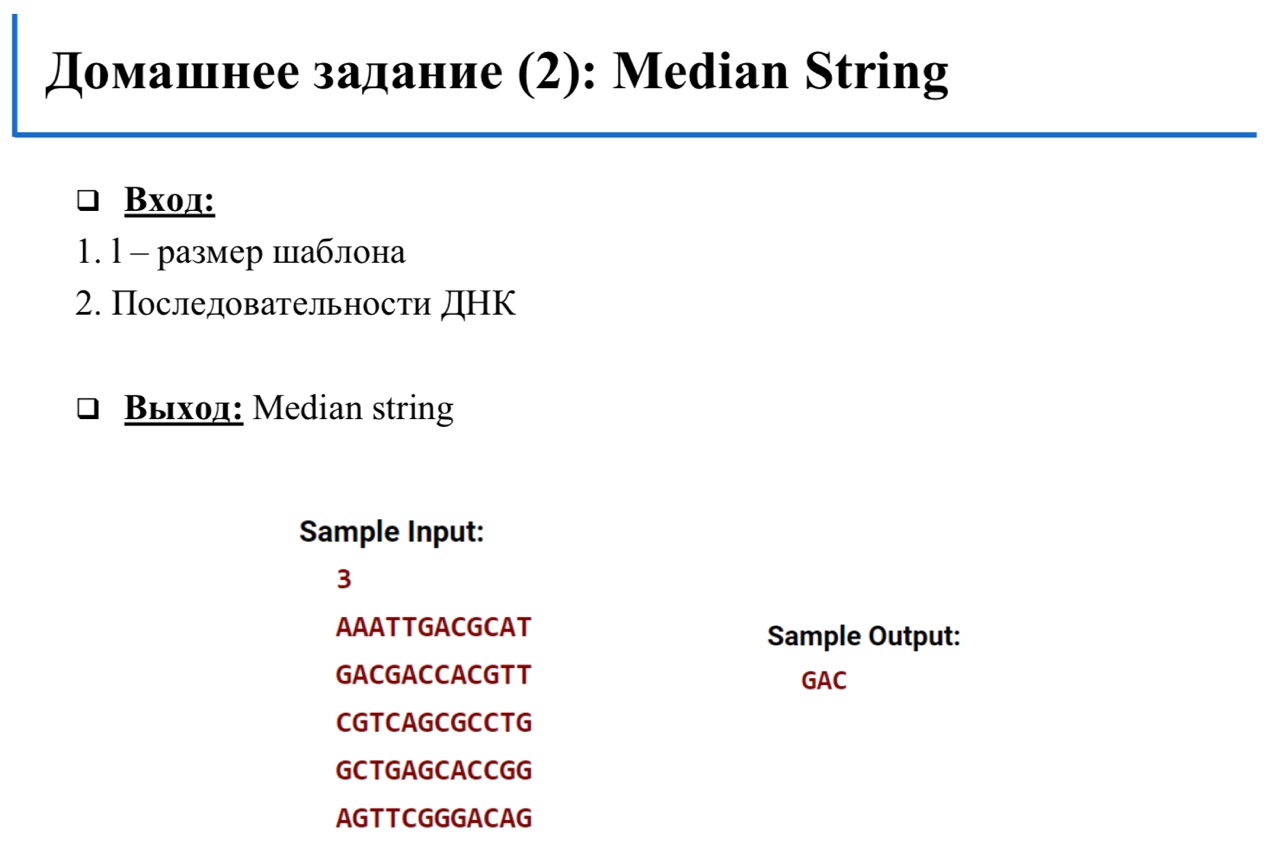 Домашнее задание (2): Median String
❑ Вход:
1. l – размер шаблона
2. Последовательности ДНК
❑ Выход: Median string
Sample Input:
3
AAATTGACGCAT
GACGACCACGTT
CGTCAGCGCCTG
GCTGAGCACCGG
AGTTCGGGACAG
Sample Output:
GAC